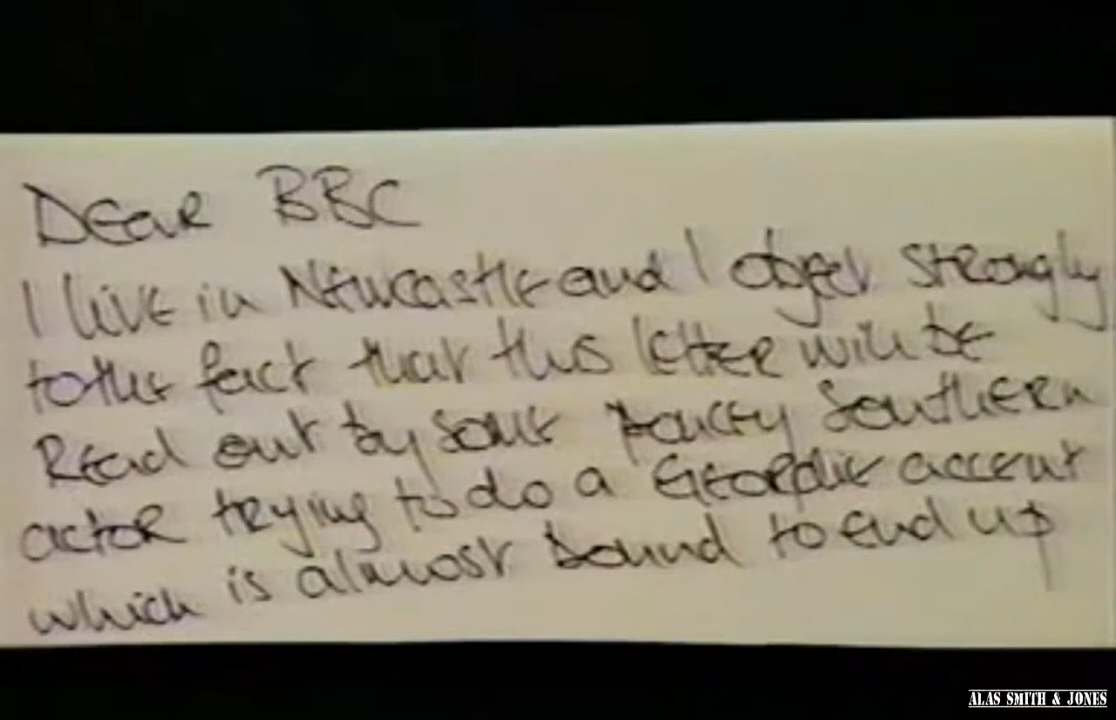 Dear BBC
I live in Newcastle and I object strongly
to the fact that this letter will be
Read out by some poncey Southern
actor trying to do a Geordie accent
which is almost bound to end up
ALAS SMITH & JONES